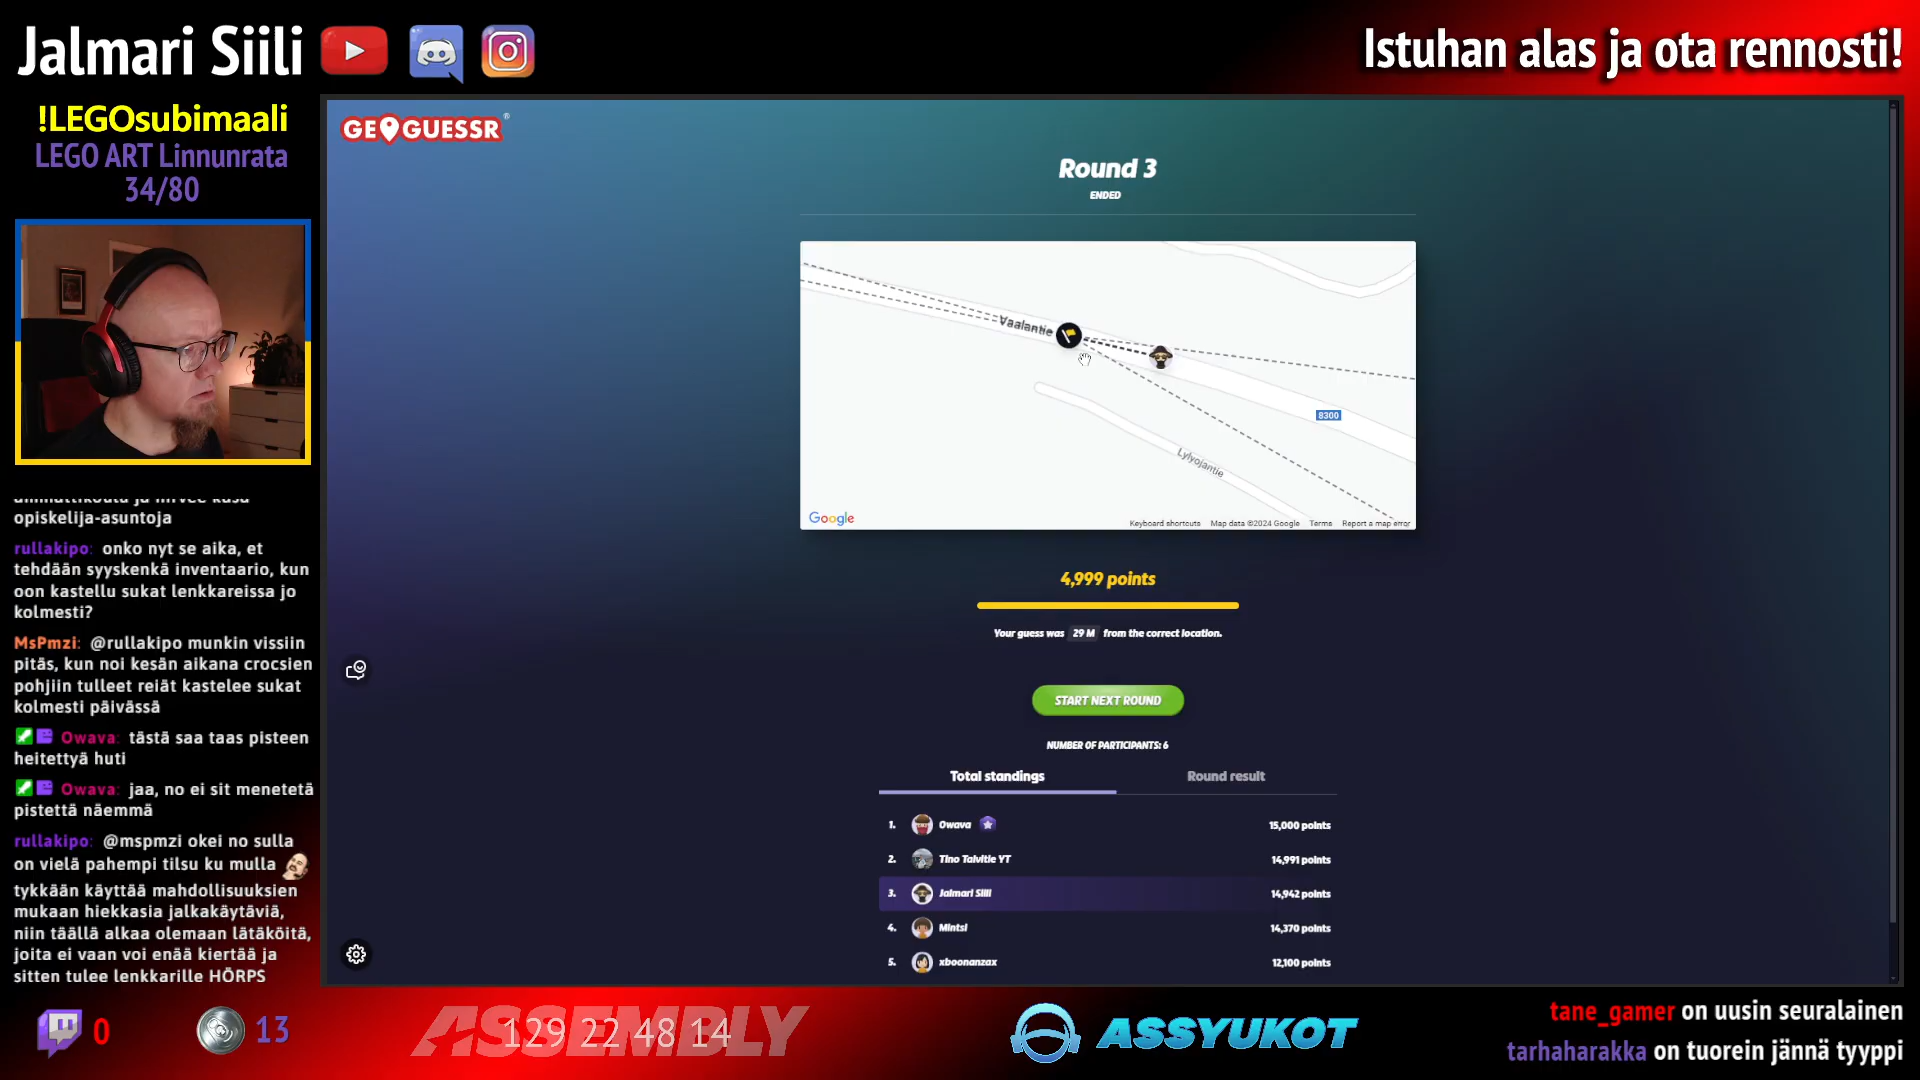 Jalmari Siili
Istuhan alas ja ota rennosti!
!LEGOsubimaali
LEGO ART Linnunrata
34/80
GEOGUESSR
Round 3
ENDED
Vaalantie
8300
Lylyojantie
Google
Keyboard shortcuts Map data ©2024 Google Terms Report a map error
4,999 points
Your guess was 29 M from the correct location.
START NEXT ROUND
NUMBER OF PARTICIPANTS: 6
Total standings Round result
1. Owava 15,000 points
2. Tino Talvitie YT 14,991 points
3. Jalmari Siili 14,942 points
4. Mintsi 14,370 points
5. xboonanzax 12,100 points
opiskelija-asuntoja
rullakipo: onko nyt se aika, et
tehdään syyskenkä inventaario, kun
oon kastellu sukat lenkkareissa jo
kolmesti?
MsPmzi: @rullakipo munkin vissiin
pitäs, kun noi kesän aikana crocsien
pohjiin tulleet reiät kastelee sukat
kolmesti päivässä
Owava: tästä saa taas pisteen
heitettyä huti
Owava: jaa, no ei sit menetetä
pistettä näemmä
rullakipo: @mspmzi okei no sulla
on vielä pahempi tilsu ku mulla
tykkään käyttää mahdollisuuksien
mukaan hiekkasia jalkakäytäviä,
niin täällä alkaa olemaan lätäköitä,
joita ei vaan voi enää kiertää ja
sitten tulee lenkkarille HÖRPS
0
13
ASSEMBLY
129 22 48 14
ASSYUKOT
tane_gamer on uusin seuralainen
tarhaharakka on tuorein jännä tyyppi